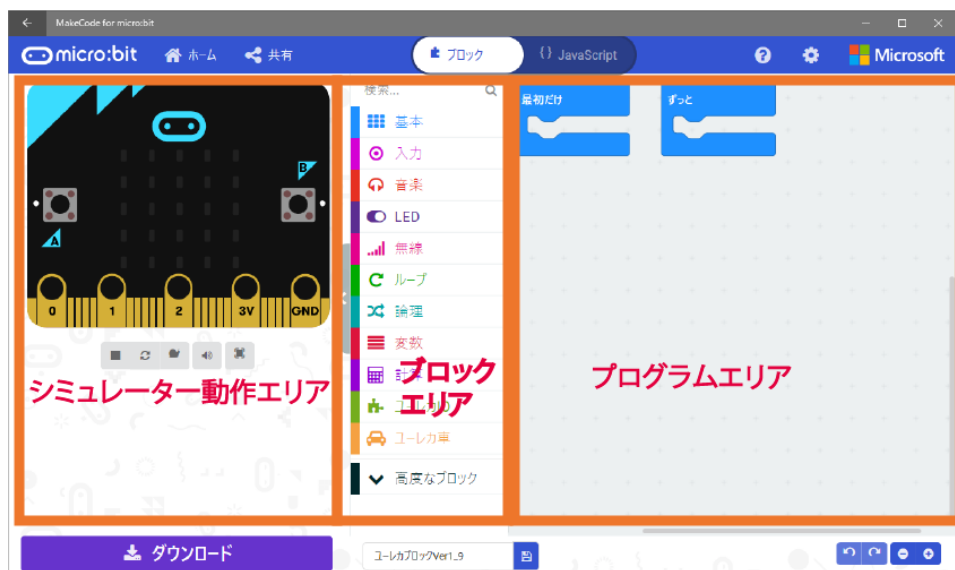 MakeCode for micro:bit
micro:bit
ホーム
共有
ブロック
{} JavaScript
Microsoft
検索...
最初だけ
ずっと
基本
入力
音楽
LED
無線
ループ
論理
変数
計算
ユーレカ車
高度なブロック
A
B
0
1
2
3V
GND
シミュレーター動作エリア
ブロック
エリア
プログラムエリア
ダウンロード
ユーレカブロックVer1_9